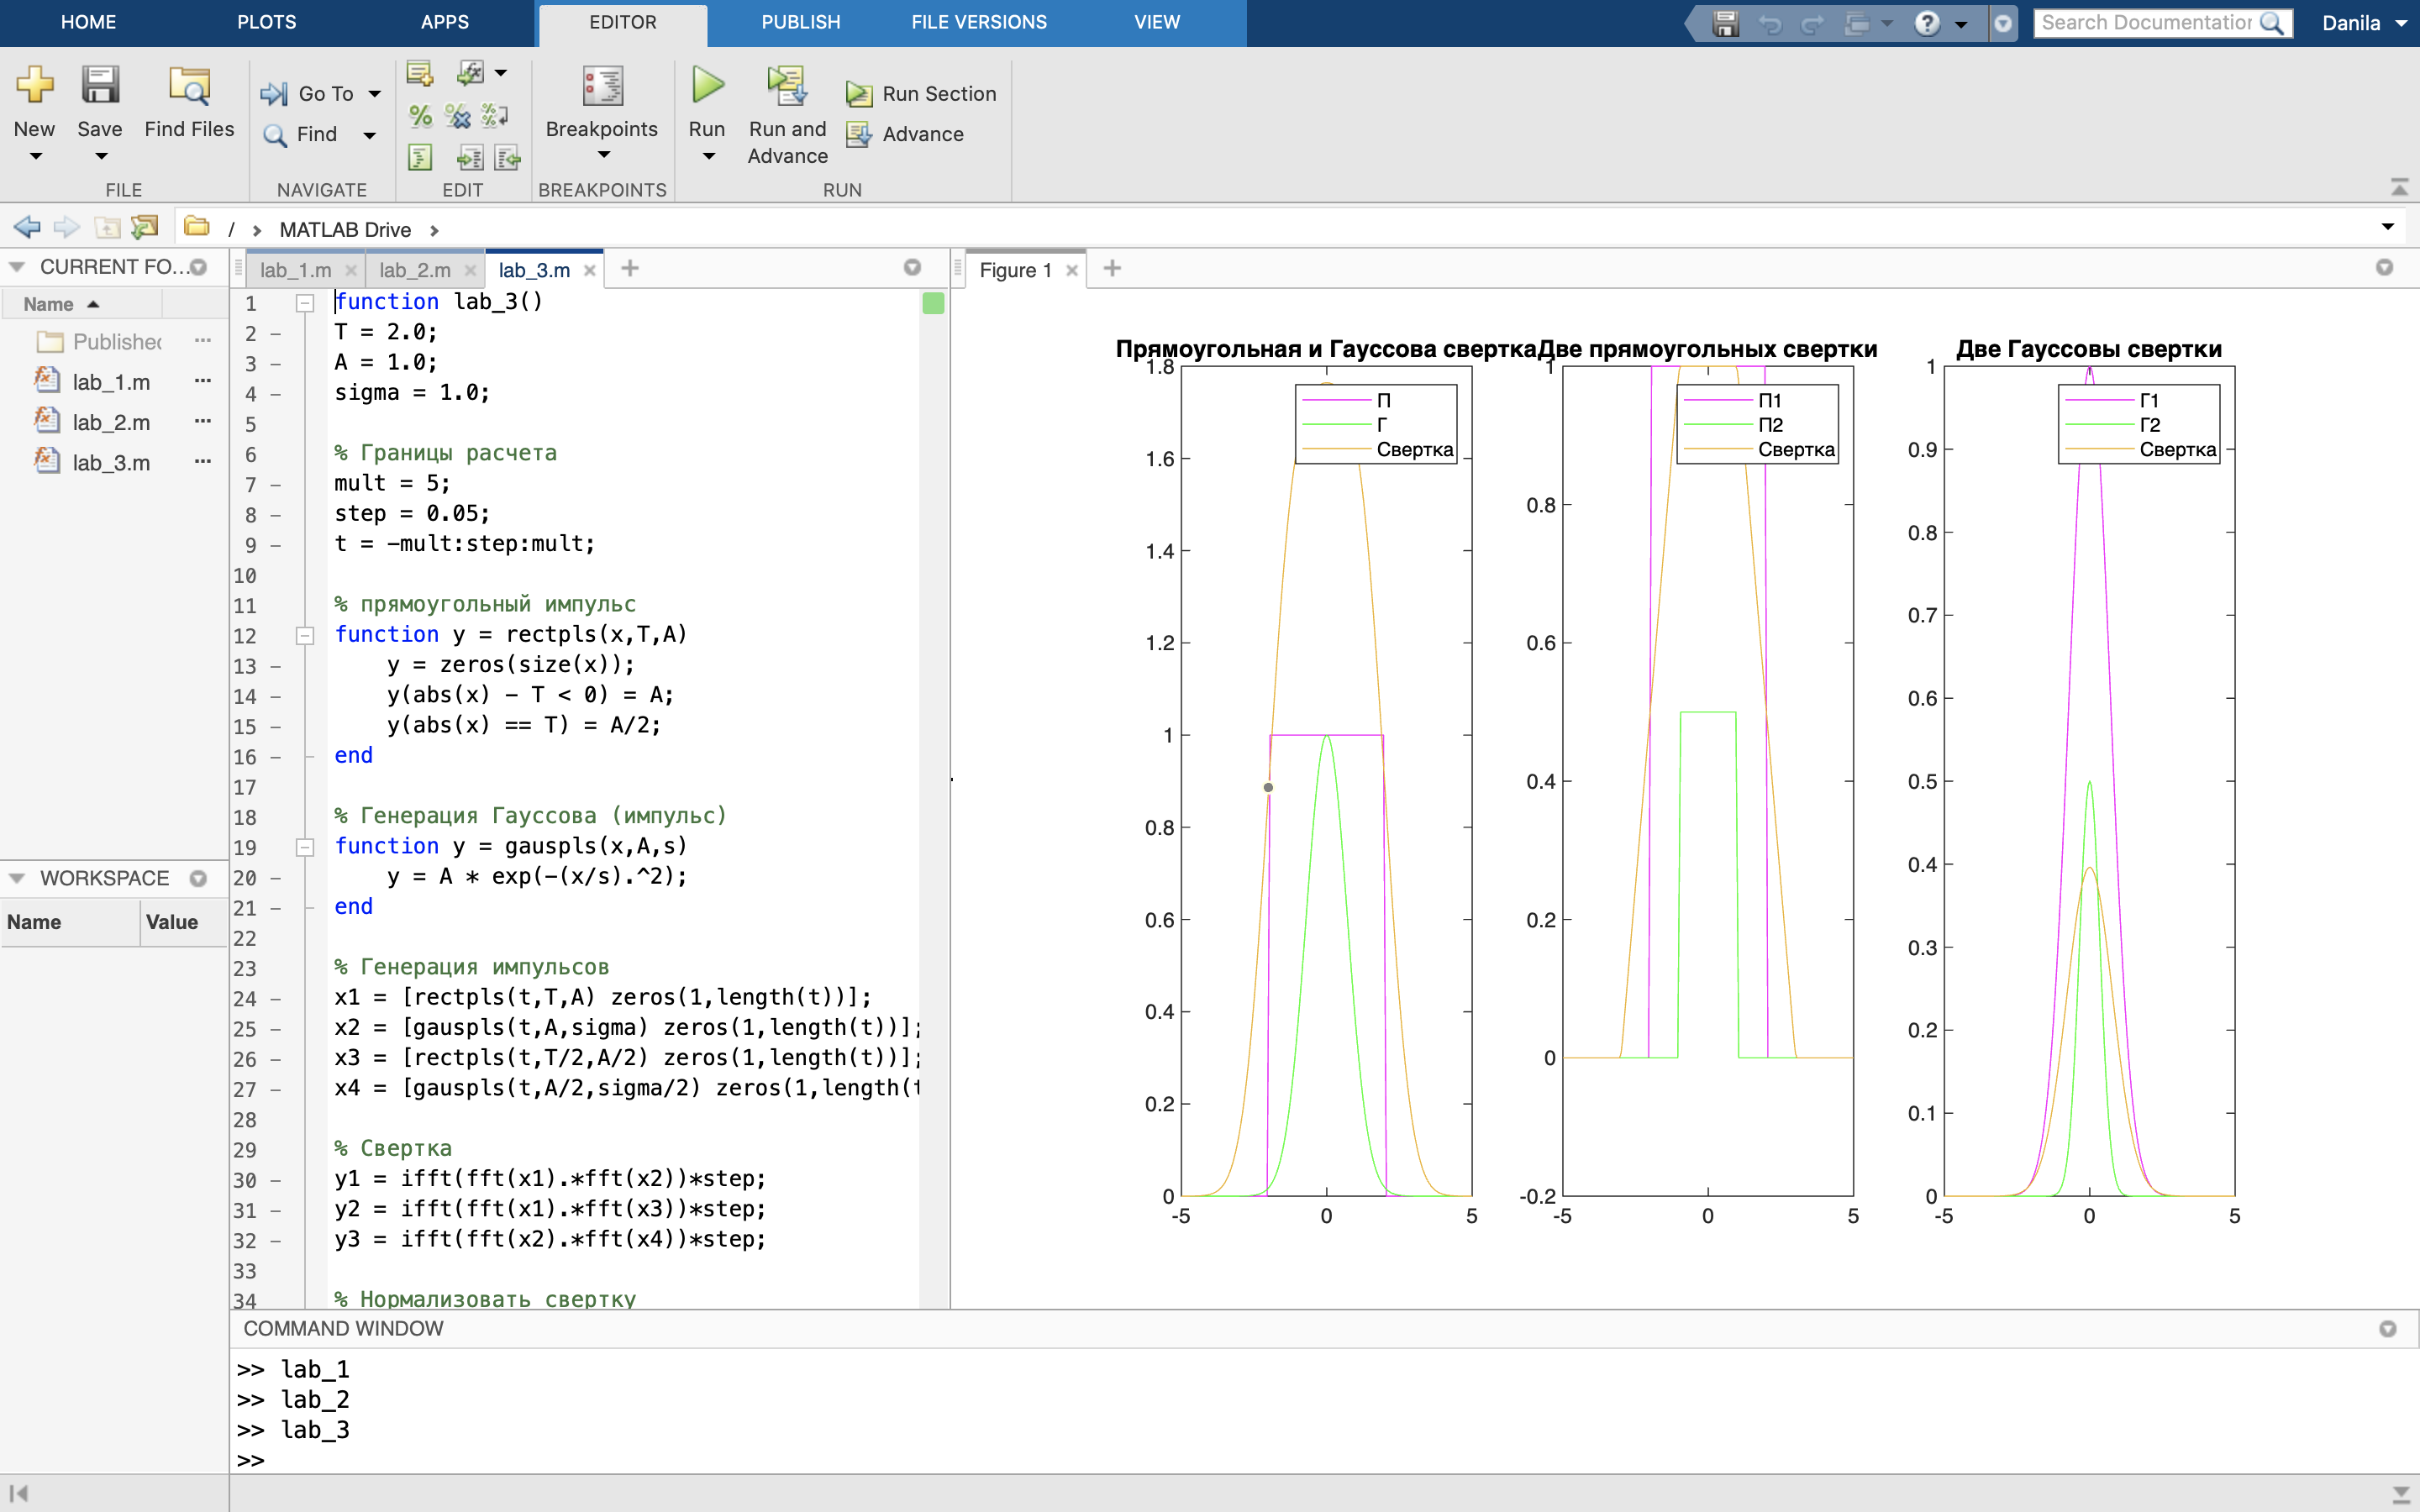 HOME PLOTS APPS EDITOR PUBLISH FILE VERSIONS VIEW Search Documentation Danila
New Save Find Files Go To Find Breakpoints Run Run and Advance Run Section Advance
FILE NAVIGATE EDIT BREAKPOINTS RUN
/ › MATLAB Drive ›
CURRENT FO...
Name
Published ...
lab_1.m ...
lab_2.m ...
lab_3.m ...
WORKSPACE
Name Value
lab_1.m × lab_2.m × lab_3.m × +
1 function lab_3()
2 – T = 2.0;
3 – A = 1.0;
4 – sigma = 1.0;
5
6 % Границы расчета
7 – mult = 5;
8 – step = 0.05;
9 – t = -mult:step:mult;
10
11 % прямоугольный импульс
12 function y = rectpls(x,T,A)
13 – y = zeros(size(x));
14 – y(abs(x) - T < 0) = A;
15 – y(abs(x) == T) = A/2;
16 – end
17
18 % Генерация Гауссова (импульс)
19 function y = gauspls(x,A,s)
20 – y = A * exp(-(x/s).^2);
21 – end
22
23 % Генерация импульсов
24 – x1 = [rectpls(t,T,A) zeros(1,length(t))];
25 – x2 = [gauspls(t,A,sigma) zeros(1,length(t))];
26 – x3 = [rectpls(t,T/2,A/2) zeros(1,length(t))];
27 – x4 = [gauspls(t,A/2,sigma/2) zeros(1,length(t
28
29 % Свертка
30 – y1 = ifft(fft(x1).*fft(x2))*step;
31 – y2 = ifft(fft(x1).*fft(x3))*step;
32 – y3 = ifft(fft(x2).*fft(x4))*step;
33
34 % Нормализовать свертку
Figure 1 × +
Прямоугольная и Гауссова свертка
П
Г
Свертка
1.8
1.6
1.4
1.2
1
0.8
0.6
0.4
0.2
0
-5 0 5
Две прямоугольных свертки
П1
П2
Свертка
1
0.8
0.6
0.4
0.2
0
-0.2
-5 0 5
Две Гауссовы свертки
Г1
Г2
Свертка
1
0.9
0.8
0.7
0.6
0.5
0.4
0.3
0.2
0.1
0
-5 0 5
COMMAND WINDOW
>> lab_1
>> lab_2
>> lab_3
>>